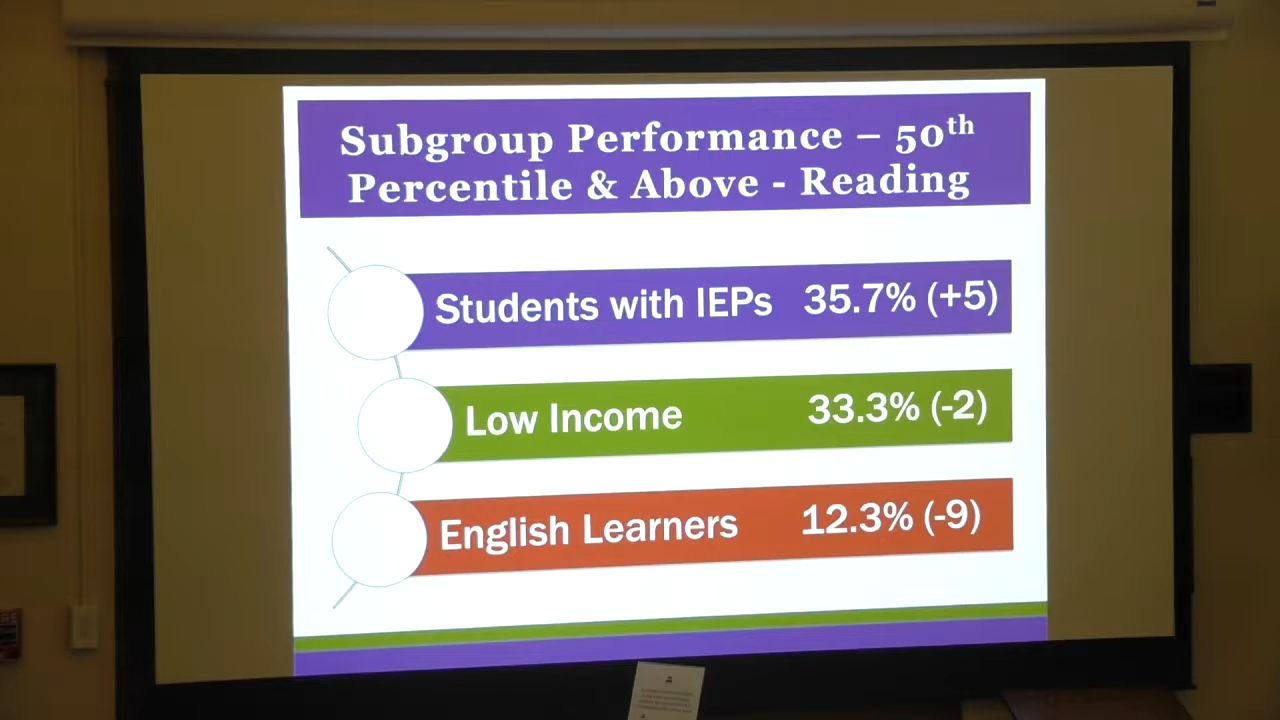 Subgroup Performance – 50th
Percentile & Above - Reading
Students with IEPs 35.7% (+5)
Low Income 33.3% (-2)
English Learners 12.3% (-9)